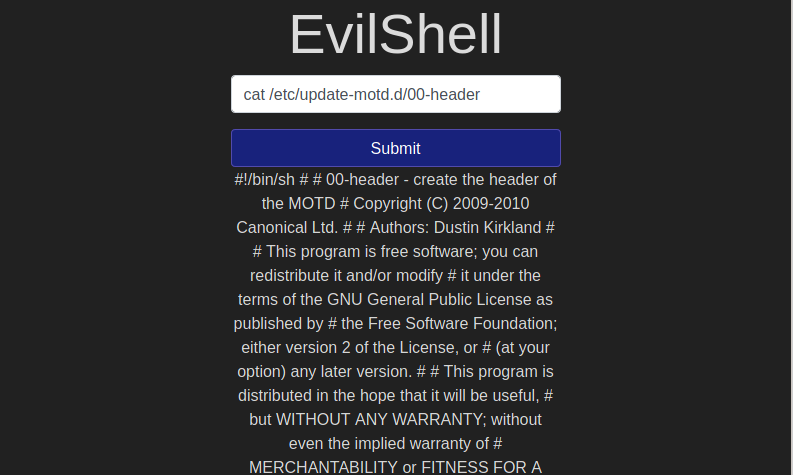 EvilShell
cat /etc/update-motd.d/00-header
Submit
#!/bin/sh # # 00-header - create the header of
the MOTD # Copyright (C) 2009-2010
Canonical Ltd. # # Authors: Dustin Kirkland #
# This program is free software; you can
redistribute it and/or modify # it under the
terms of the GNU General Public License as
published by # the Free Software Foundation;
either version 2 of the License, or # (at your
option) any later version. # # This program is
distributed in the hope that it will be useful, #
but WITHOUT ANY WARRANTY; without
even the implied warranty of #
MERCHANTABILITY or FITNESS FOR A